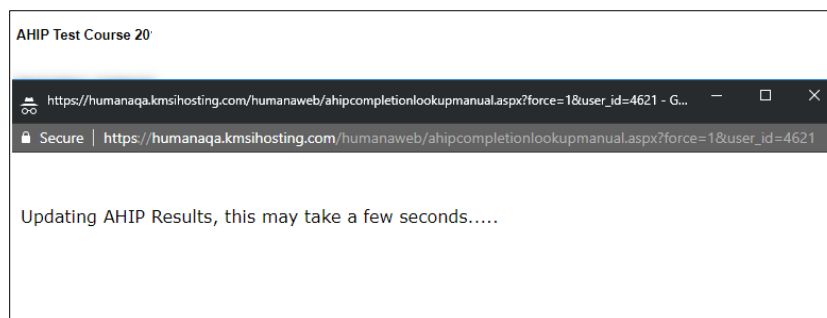 AHIP Test Course 20
https://humanaqa.kmsihosting.com/humanaweb/ahipcompletionlookupmanual.aspx?force=1&user_id=4621 - G...
Secure | https://humanaqa.kmsihosting.com/humanaweb/ahipcompletionlookupmanual.aspx?force=1&user_id=4621
Updating AHIP Results, this may take a few seconds.....